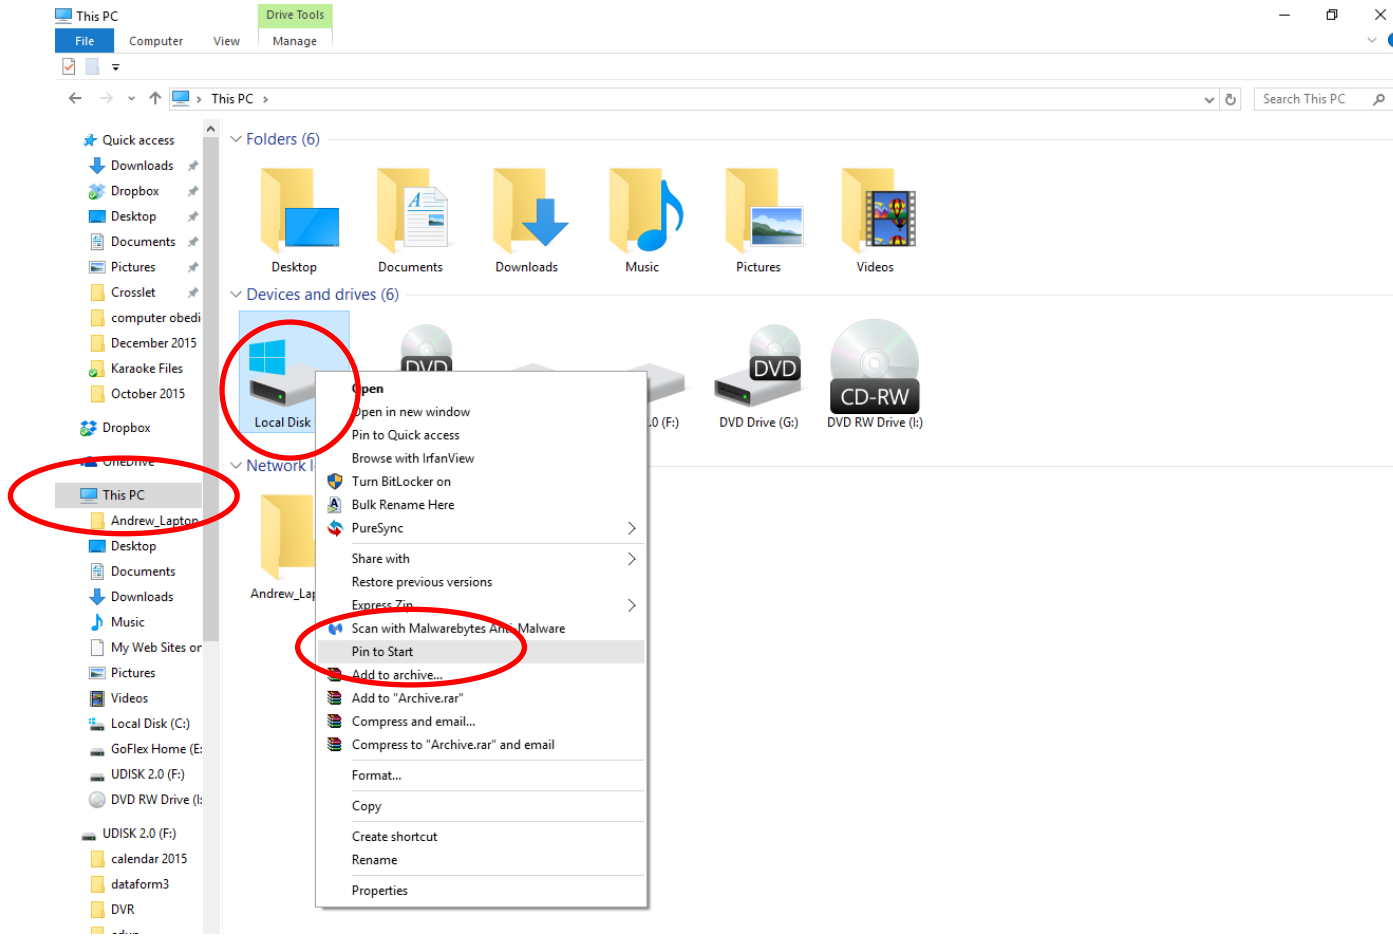 This PC
Drive Tools
File Computer View Manage
This PC
Search This PC
Quick access
Downloads
Dropbox
Desktop
Documents
Pictures
Crosslet
computer obedi
December 2015
Karaoke Files
October 2015
Dropbox
OneDrive
This PC
Andrew_Laptop
Desktop
Documents
Downloads
Music
My Web Sites or
Pictures
Videos
Local Disk (C:)
GoFlex Home (E:
UDISK 2.0 (F:)
DVD RW Drive (I:
UDISK 2.0 (F:)
calendar 2015
dataform3
DVR
Folders (6)
Desktop Documents Downloads Music Pictures Videos
A
Devices and drives (6)
DVD DVD CD-RW
Local Disk .0 (F:) DVD Drive (G:) DVD RW Drive (I:)
Network l
Andrew_Lap
Open
Open in new window
Pin to Quick access
Browse with IrfanView
Turn BitLocker on
Bulk Rename Here
PureSync
Share with
Restore previous versions
Express Zip
Scan with Malwarebytes Anti-Malware
Pin to Start
Add to archive...
Add to "Archive.rar"
Compress and email...
Compress to "Archive.rar" and email
Format...
Copy
Create shortcut
Rename
Properties